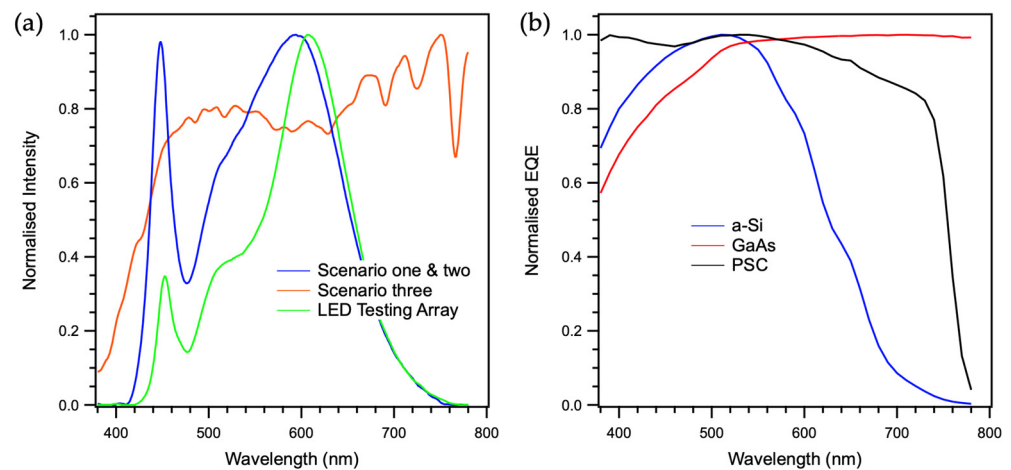 (a)
Normalised Intensity
1.0
0.8
0.6
0.4
0.2
0.0
400 500 600 700 800
Wavelength (nm)
Scenario one & two
Scenario three
LED Testing Array
(b)
Normalised EQE
1.0
0.8
0.6
0.4
0.2
0.0
400 500 600 700 800
Wavelength (nm)
a-Si
GaAs
PSC